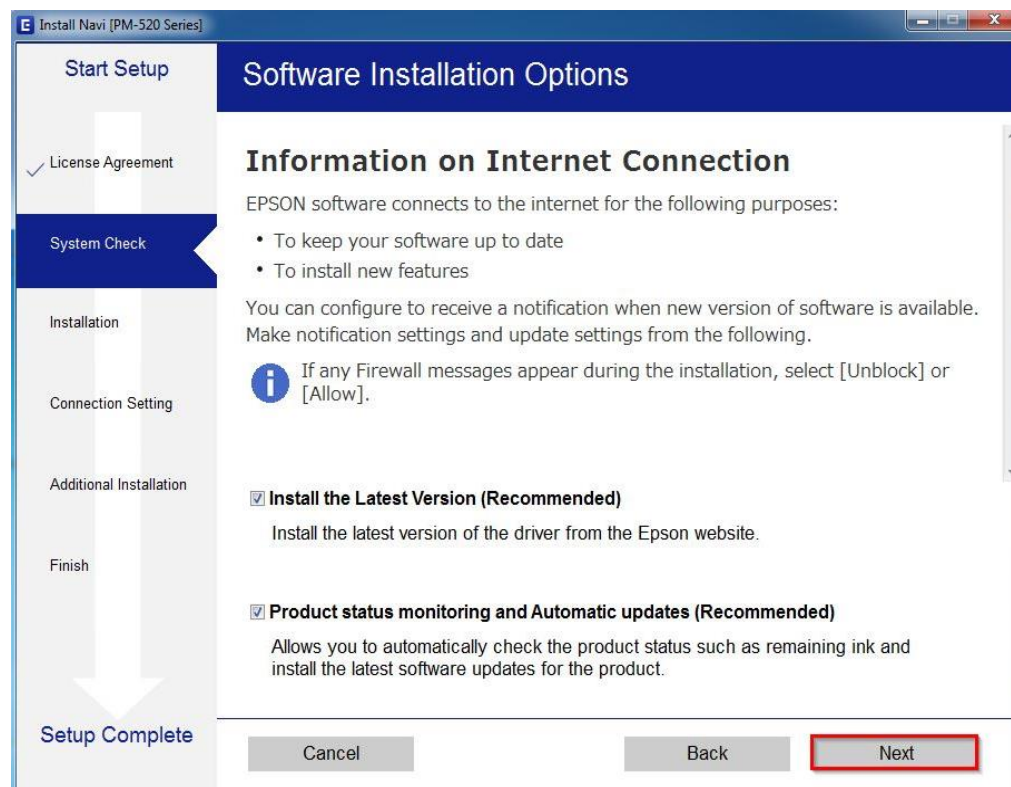 E Install Navi [PM-520 Series]
Start Setup
License Agreement
System Check
Installation
Connection Setting
Additional Installation
Finish
Setup Complete
Software Installation Options
Information on Internet Connection
EPSON software connects to the internet for the following purposes:
• To keep your software up to date
• To install new features
You can configure to receive a notification when new version of software is available.
Make notification settings and update settings from the following.
i If any Firewall messages appear during the installation, select [Unblock] or
[Allow].
Install the Latest Version (Recommended)
Install the latest version of the driver from the Epson website.
Product status monitoring and Automatic updates (Recommended)
Allows you to automatically check the product status such as remaining ink and
install the latest software updates for the product.
Cancel
Back
Next